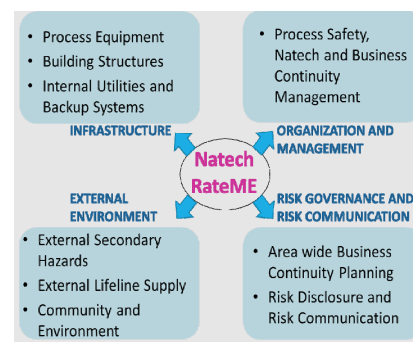 • Process Equipment
• Building Structures
• Internal Utilities and
Backup Systems
INFRASTRUCTURE
• Process Safety,
Natech and Business
Continuity
Management
ORGANIZATION AND
MANAGEMENT
Natech
RateME
EXTERNAL
ENVIRONMENT
• External Secondary
Hazards
• External Lifeline Supply
• Community and
Environment
RISK GOVERNANCE AND
RISK COMMUNICATION
• Area wide Business
Continuity Planning
• Risk Disclosure and
Risk Communication